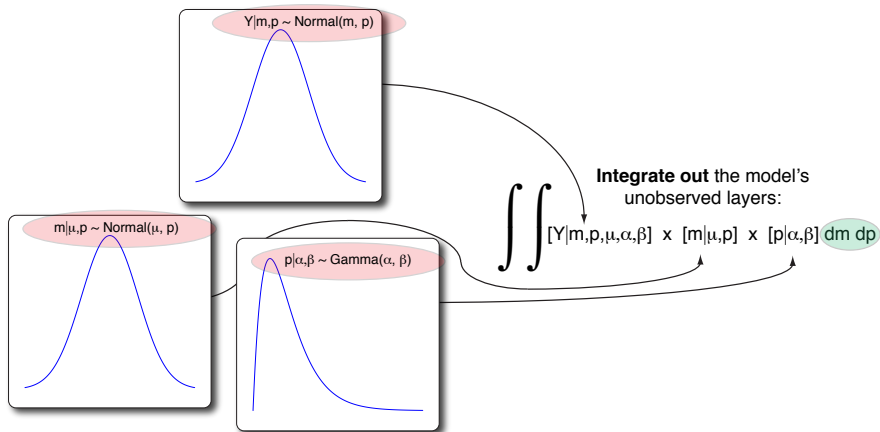 Y|m,p ~ Normal(m, p)
Integrate out the model's
unobserved layers:
∫∫[Y|m,p,μ,α,β] x [m|μ,p] x [p|α,β] dm dp
m|μ,p ~ Normal(μ, p)
p|α,β ~ Gamma(α, β)